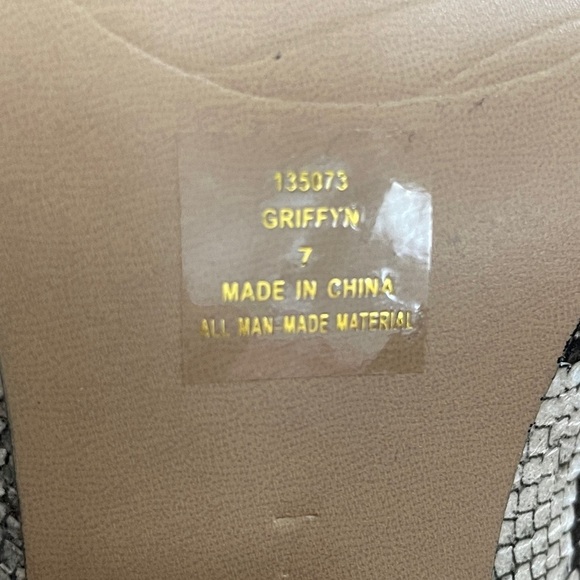 135073
GRIFFYN
7
MADE IN CHINA
ALL MAN-MADE MATERIAL